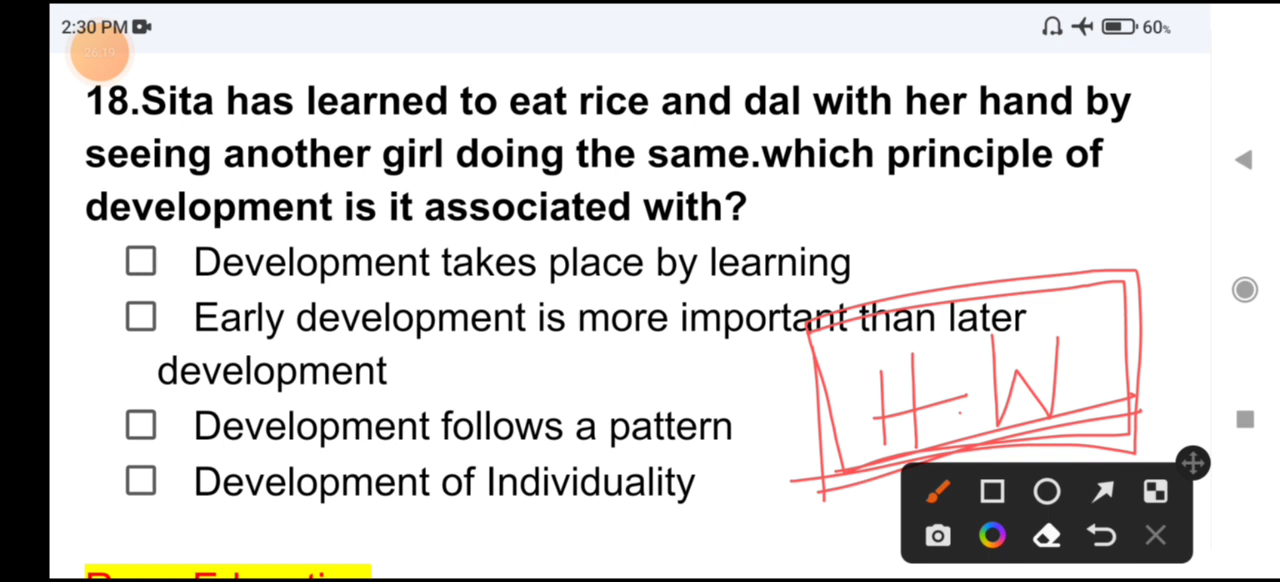 2:30 PM
60%
26:19
18.Sita has learned to eat rice and dal with her hand by
seeing another girl doing the same.which principle of
development is it associated with?
Development takes place by learning
Early development is more important than later
development
Development follows a pattern
Development of Individuality
H.W